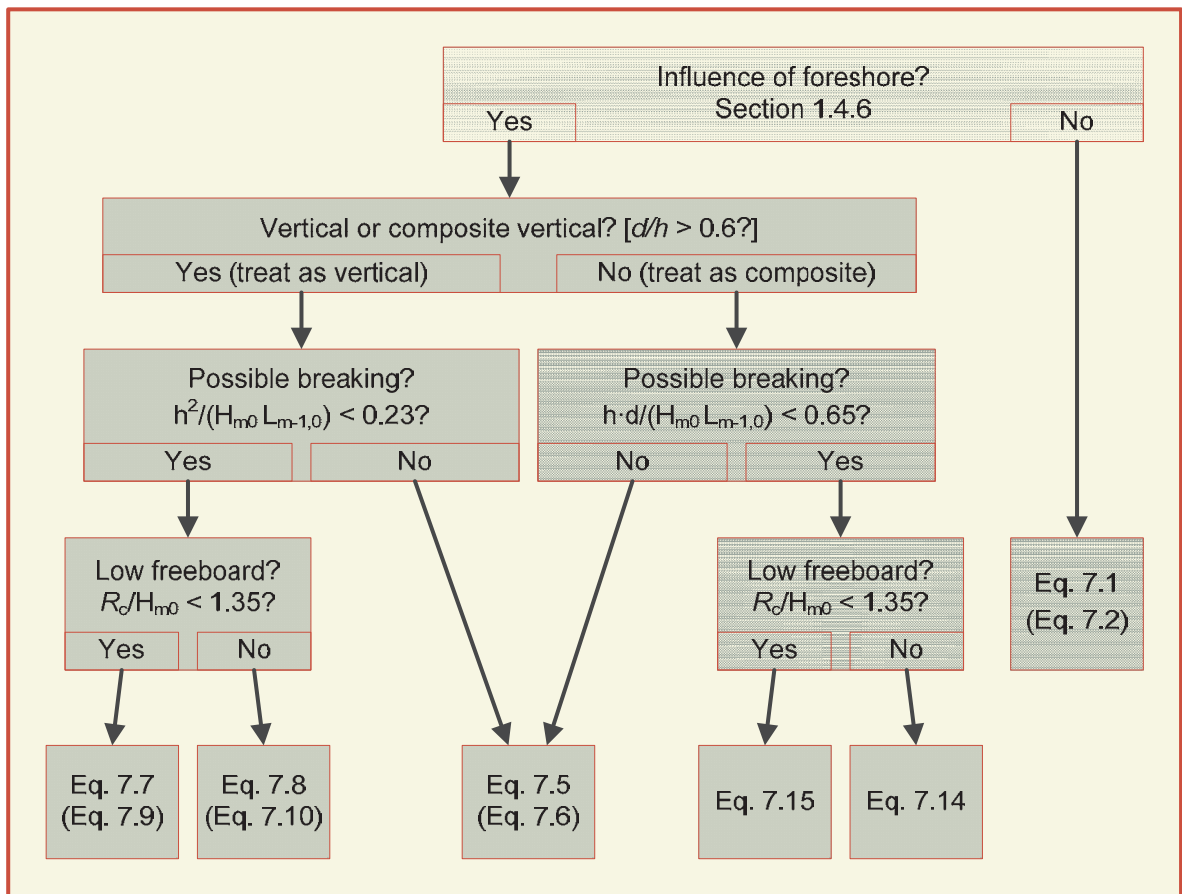 Influence of foreshore?
Section 1.4.6
Yes
No
Vertical or composite vertical? [d/h > 0.6?]
Yes (treat as vertical)
No (treat as composite)
Possible breaking?
h²/(Hₘ₀ Lₘ₋₁,₀) < 0.23?
Yes
No
Possible breaking?
h·d/(Hₘ₀ Lₘ₋₁,₀) < 0.65?
No
Yes
Low freeboard?
R꜀/Hₘ₀ < 1.35?
Yes
No
Low freeboard?
R꜀/Hₘ₀ < 1.35?
Yes
No
Eq. 7.1
(Eq. 7.2)
Eq. 7.7
(Eq. 7.9)
Eq. 7.8
(Eq. 7.10)
Eq. 7.5
(Eq. 7.6)
Eq. 7.15
Eq. 7.14